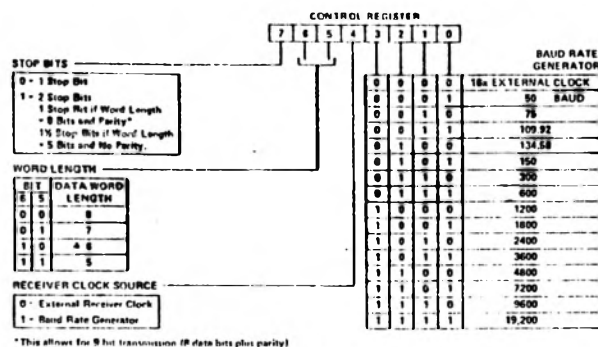 CONTROL REGISTER
7 6 5 4 3 2 1 0
STOP BITS
0 - 1 Stop Bit
1 - 2 Stop Bits
1 Stop Bit if Word Length
= 8 Bits and Parity*
1½ Stop Bits if Word Length
= 5 Bits and No Parity.
WORD LENGTH
BIT DATA WORD
6 5 LENGTH
0 0 8
0 1 7
1 0 6
1 1 5
RECEIVER CLOCK SOURCE
0 - External Receiver Clock
1 - Baud Rate Generator
BAUD RATE
GENERATOR
0 0 0 0 16x EXTERNAL CLOCK
0 0 0 1 50 BAUD
0 0 1 0 75
0 0 1 1 109.92
0 1 0 0 134.58
0 1 0 1 150
0 1 1 0 300
0 1 1 1 600
1 0 0 0 1200
1 0 0 1 1800
1 0 1 0 2400
1 0 1 1 3600
1 1 0 0 4800
1 1 0 1 7200
1 1 1 0 9600
1 1 1 1 19,200
*This allows for 9 bit transmission (8 data bits plus parity)